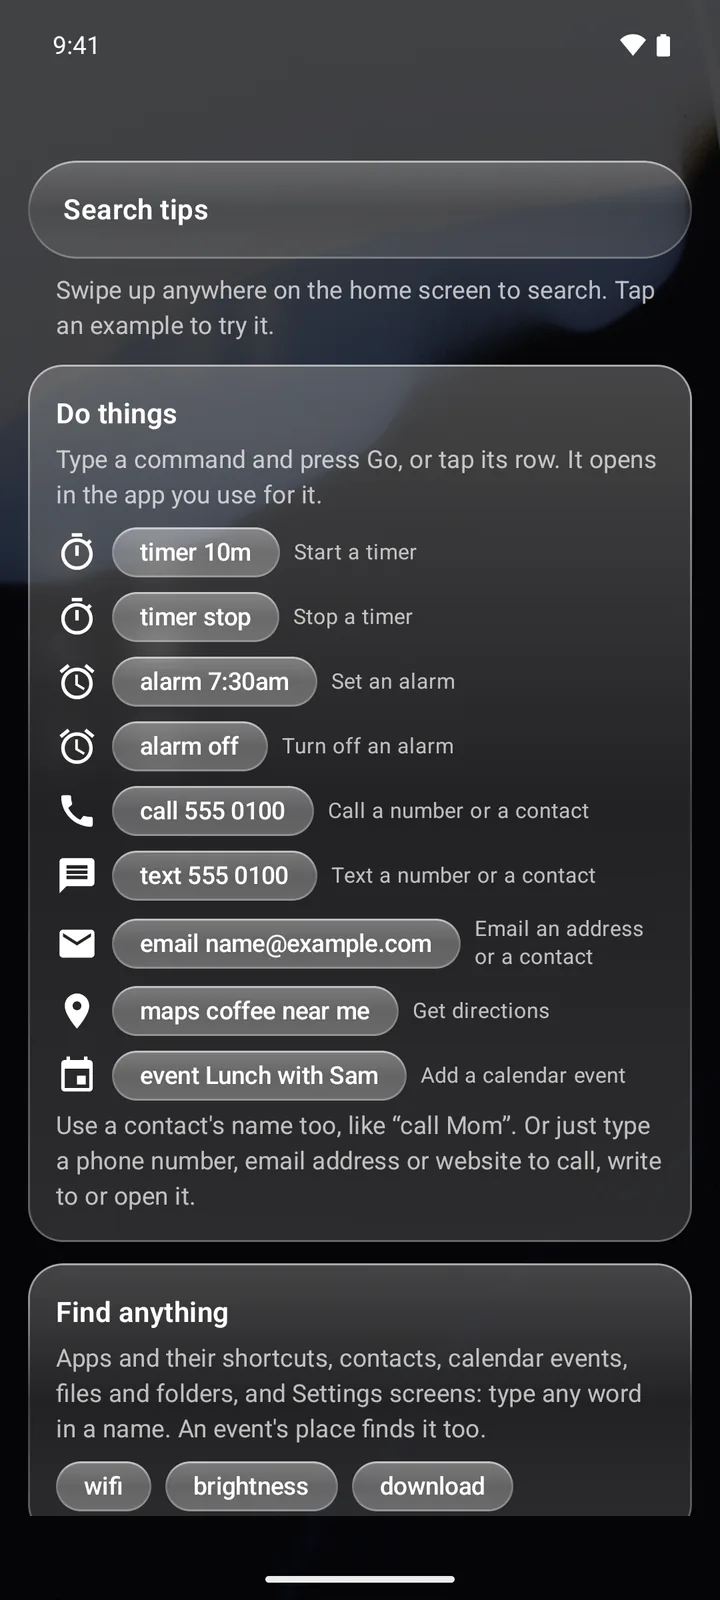 9:41
Search tips
Swipe up anywhere on the home screen to search. Tap
an example to try it.
Do things
Type a command and press Go, or tap its row. It opens
in the app you use for it.
timer 10m Start a timer
timer stop Stop a timer
alarm 7:30am Set an alarm
alarm off Turn off an alarm
call 555 0100 Call a number or a contact
text 555 0100 Text a number or a contact
email name@example.com Email an address
or a contact
maps coffee near me Get directions
event Lunch with Sam Add a calendar event
Use a contact's name too, like “call Mom”. Or just type
a phone number, email address or website to call, write
to or open it.
Find anything
Apps and their shortcuts, contacts, calendar events,
files and folders, and Settings screens: type any word
in a name. An event's place finds it too.
wifi brightness download